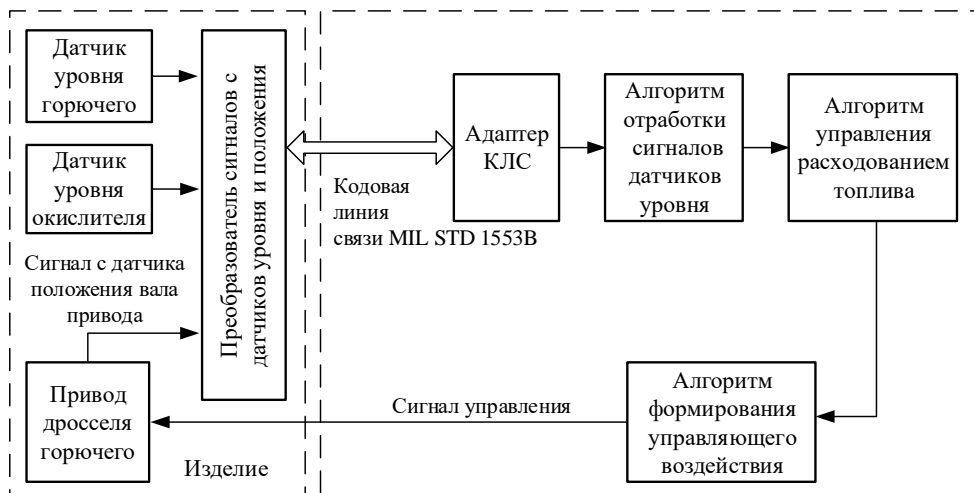 Датчик
уровня
горючего
Датчик
уровня
окислителя
Сигнал с датчика
положения вала
привода
Преобразователь сигналов с
датчиков уровня и положения
Привод
дросселя
горючего
Изделие
Кодовая
линия
связи MIL STD 1553B
Адаптер
КЛС
Алгоритм
отработки
сигналов
датчиков
уровня
Алгоритм
управления
расходованием
топлива
Сигнал управления
Алгоритм
формирования
управляющего
воздействия